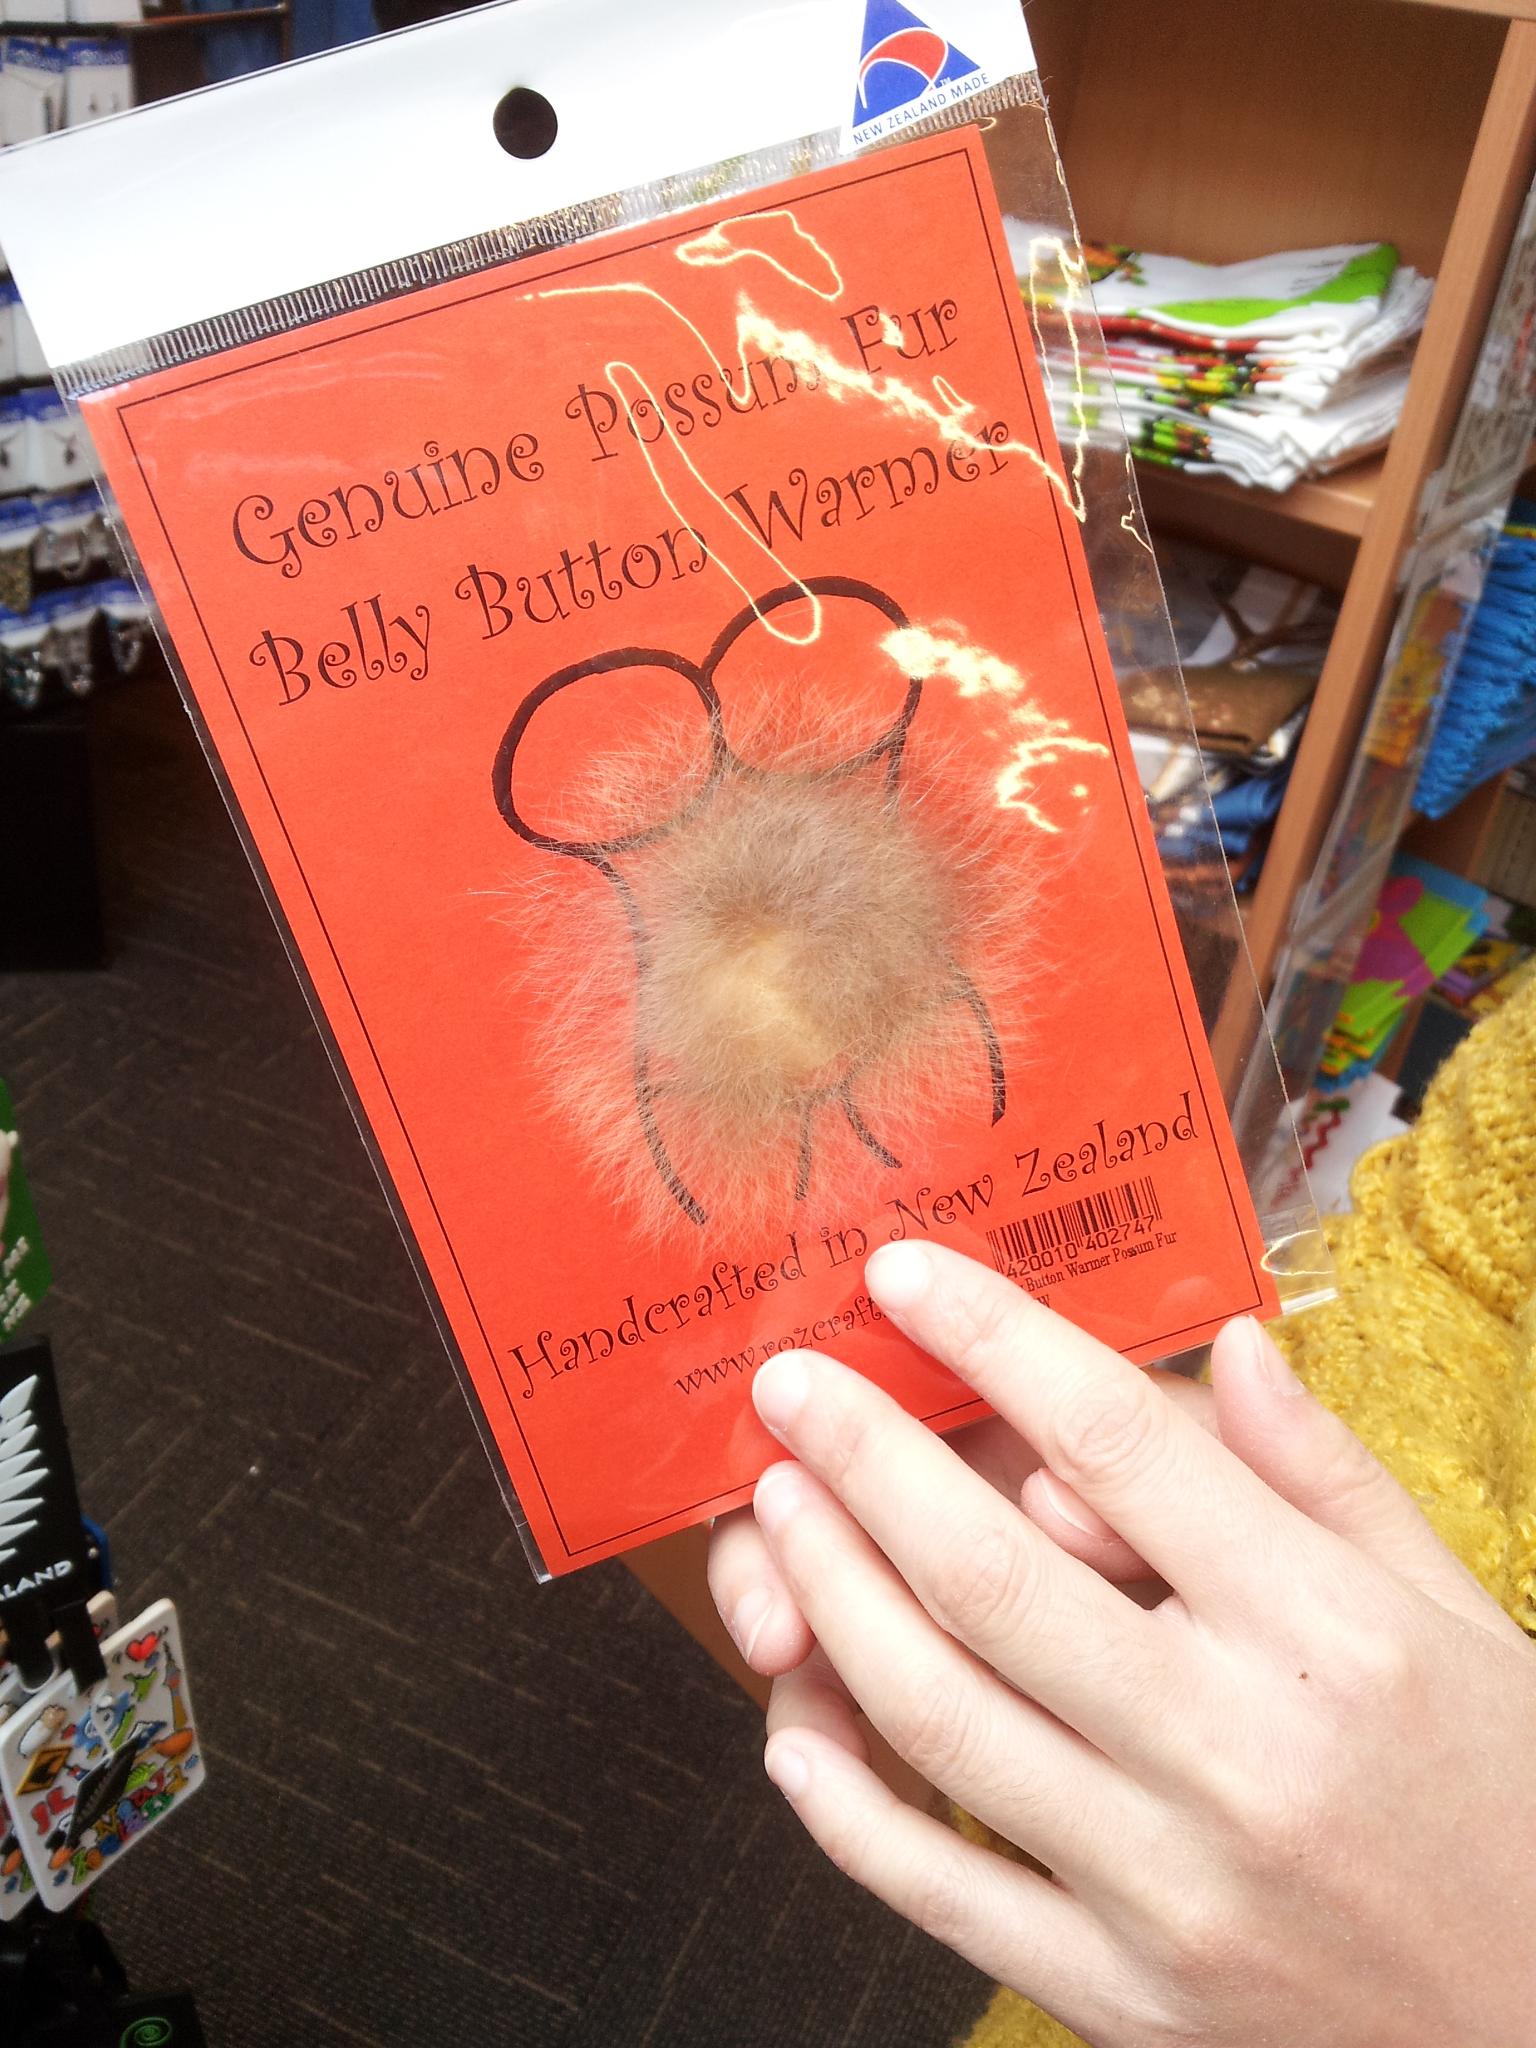 NEW ZEALAND MADE
Genuine Possum Fur
Belly Button Warmer
Handcrafted in New Zealand
420010 402747
Button Warmer Possum Fur
www.rozcraft
ALAND